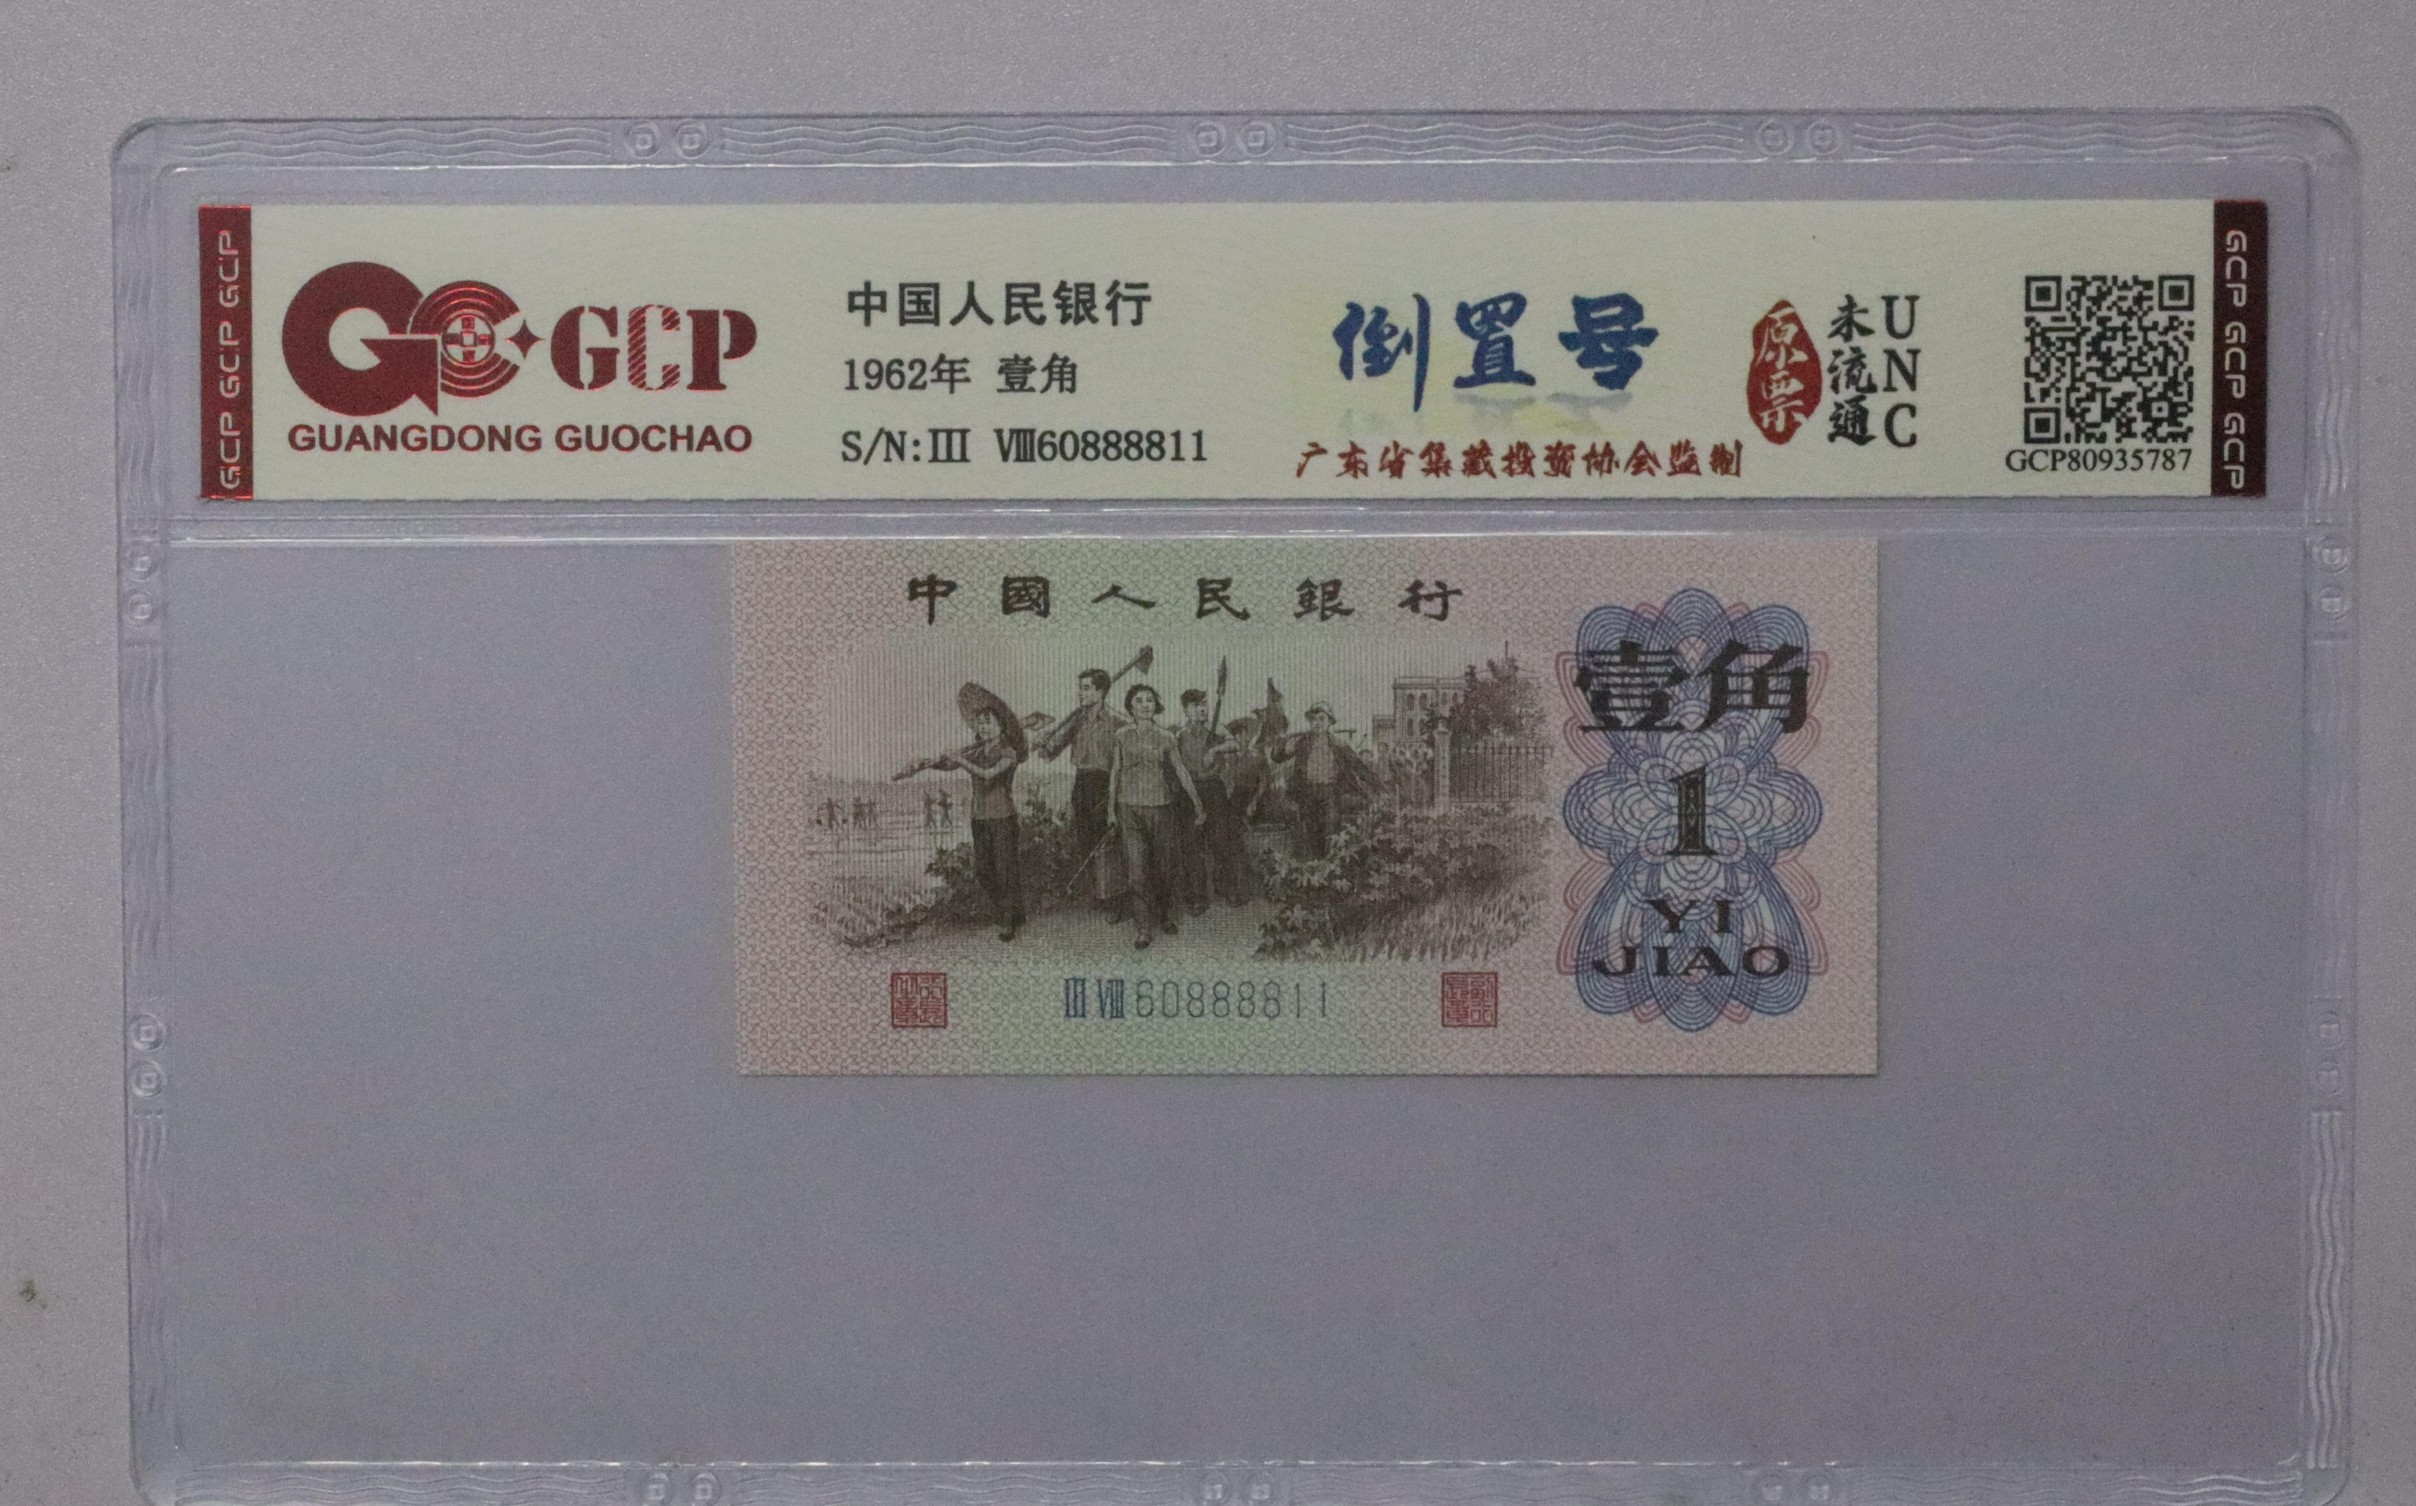 GCP GCP GCP
GCP
GUANGDONG GUOCHAO
中国人民银行
1962年 壹角
S/N:Ⅲ Ⅷ60888811
倒置号
广东省集藏投资协会监制
原票
未流通
UNC
GCP80935787
GCP GCP GCP
中國人民銀行
壹角
1
YI
JIAO
Ⅲ Ⅷ 60888811